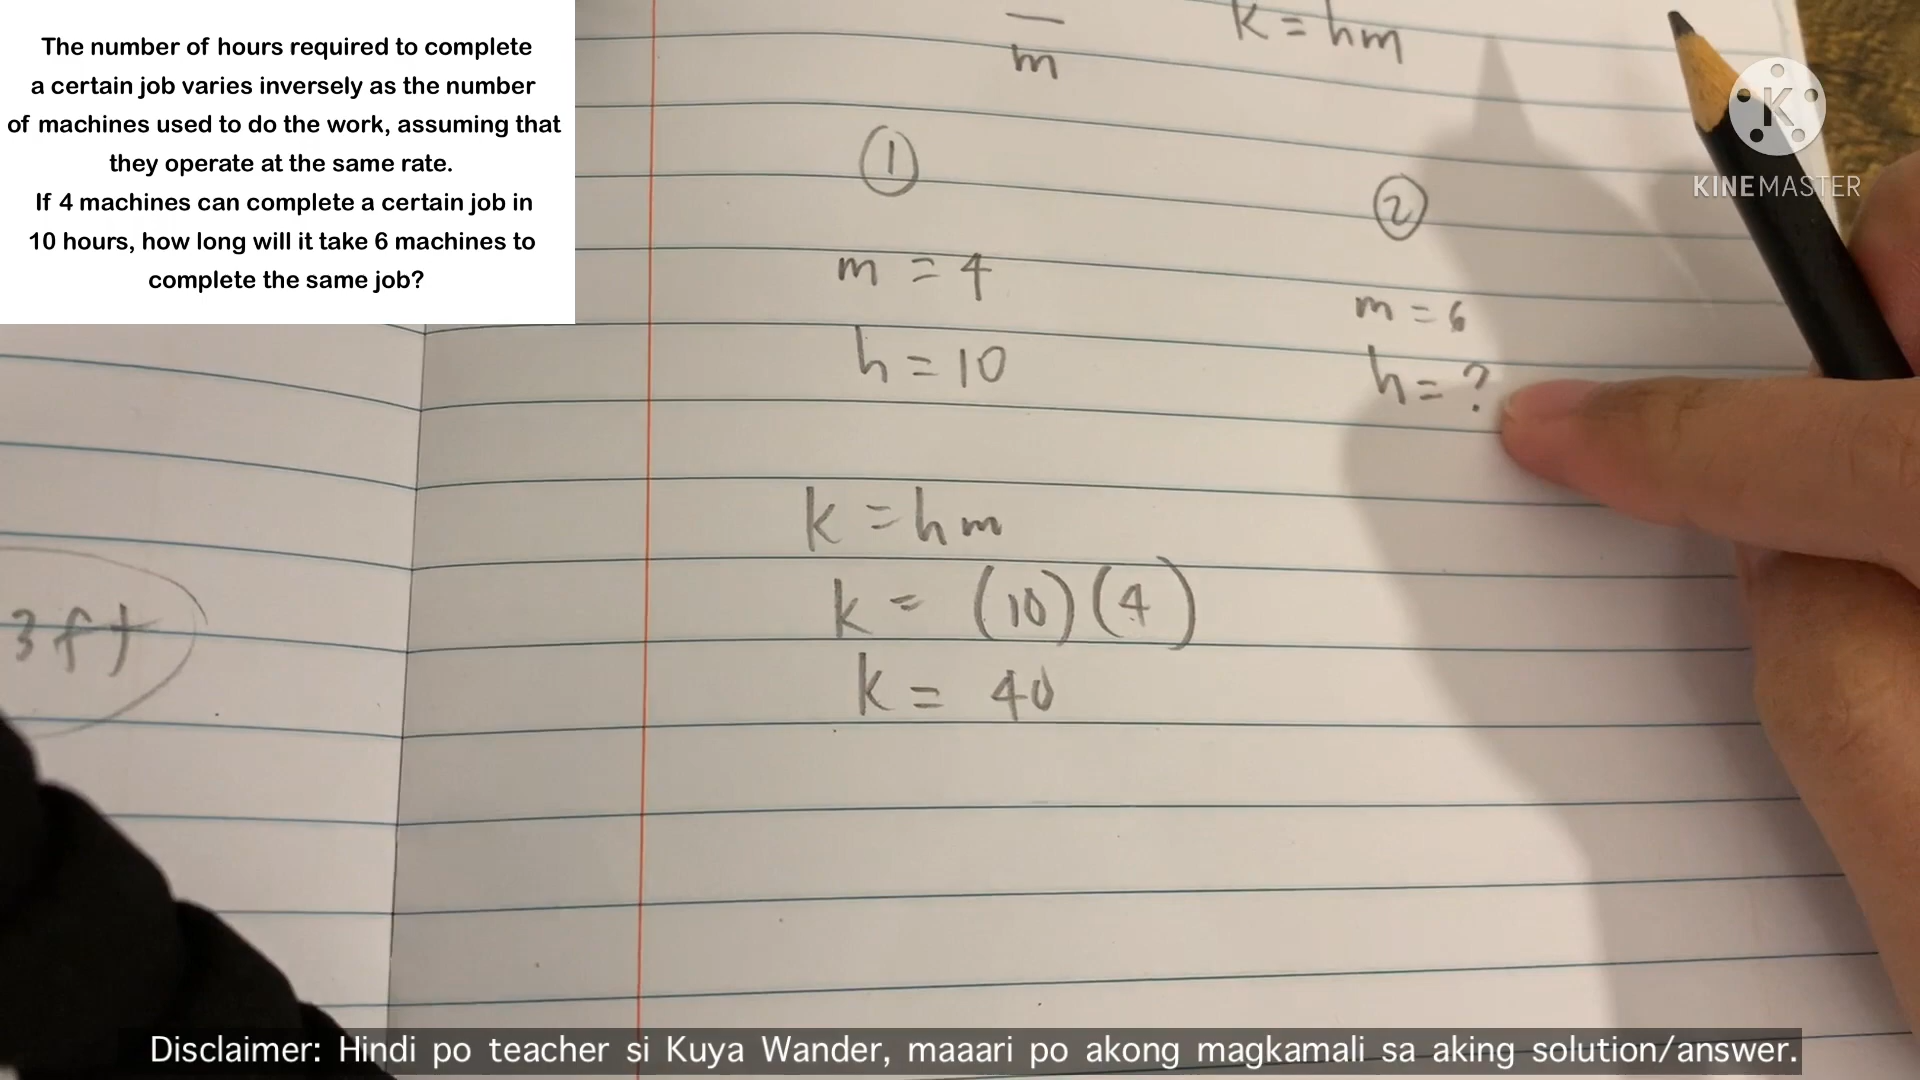 The number of hours required to complete
a certain job varies inversely as the number
of machines used to do the work, assuming that
they operate at the same rate.
If 4 machines can complete a certain job in
10 hours, how long will it take 6 machines to
complete the same job?
m
k = hm
K
KINEMASTER
1
2
m = 4
m = 6
h = 10
h = ?
k = hm
k = (10)(4)
3ft
k = 40
Disclaimer: Hindi po teacher si Kuya Wander, maaari po akong magkamali sa aking solution/answer.